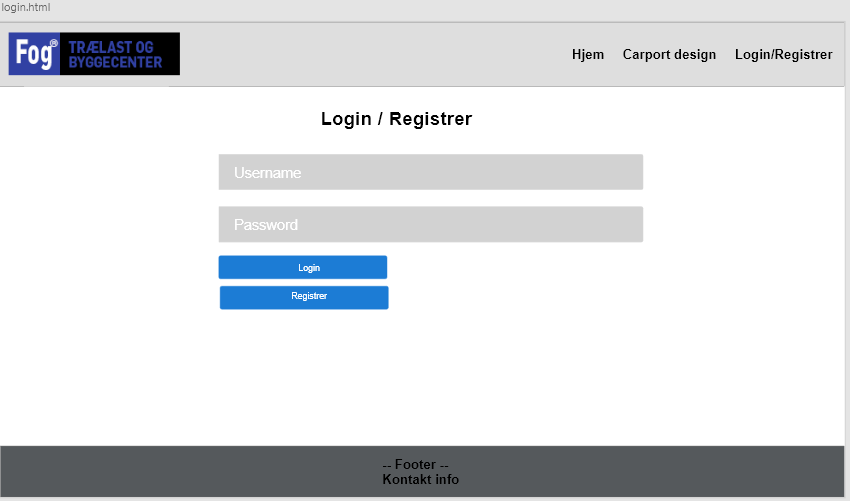 login.html
Fog®
TRÆLAST OG
BYGGECENTER
Hjem Carport design Login/Registrer
Login / Registrer
Username
Password
Login
Registrer
-- Footer --
Kontakt info